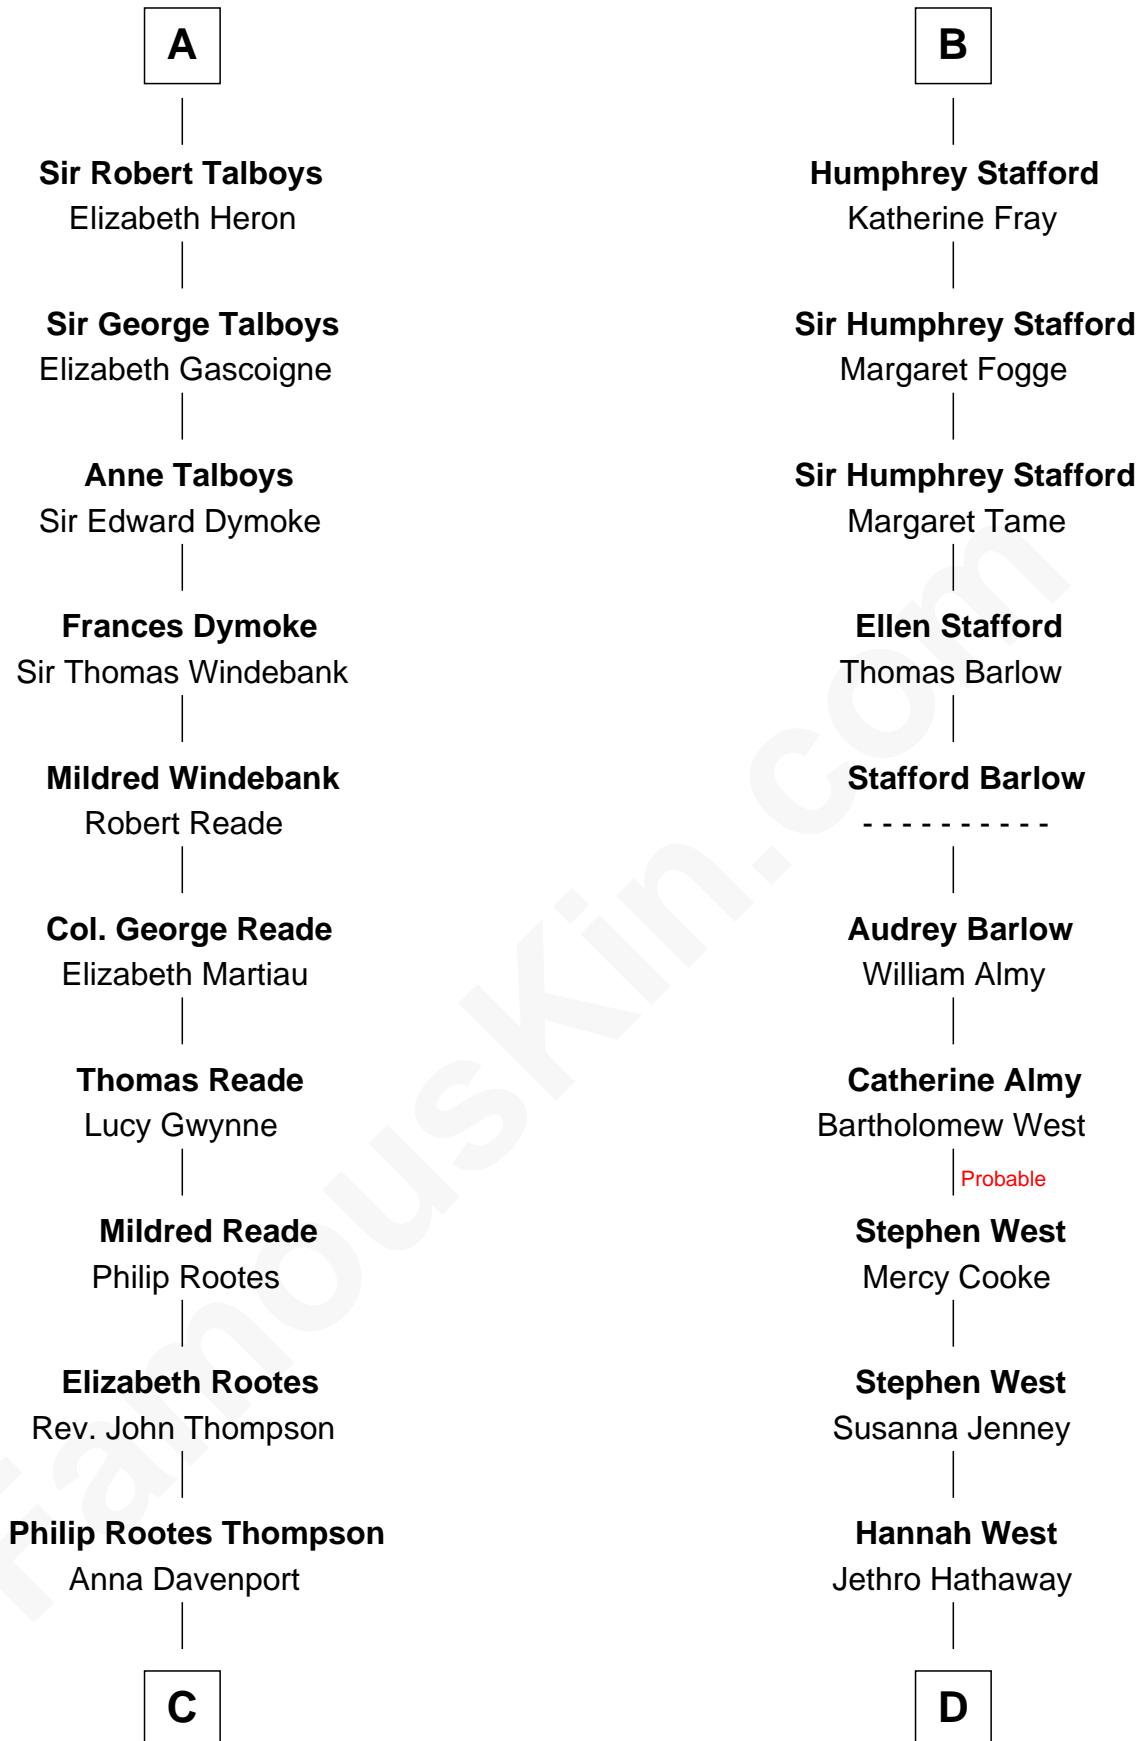 A
Sir Robert Talboys
Elizabeth Heron
Sir George Talboys
Elizabeth Gascoigne
Anne Talboys
Sir Edward Dymoke
Frances Dymoke
Sir Thomas Windebank
Mildred Windebank
Robert Reade
Col. George Reade
Elizabeth Martiau
Thomas Reade
Lucy Gwynne
Mildred Reade
Philip Rootes
Elizabeth Rootes
Rev. John Thompson
Philip Rootes Thompson
Anna Davenport
C
B
Humphrey Stafford
Katherine Fray
Sir Humphrey Stafford
Margaret Fogge
Sir Humphrey Stafford
Margaret Tame
Ellen Stafford
Thomas Barlow
Stafford Barlow
- - - - - - - - - -
Audrey Barlow
William Almy
Catherine Almy
Bartholomew West
Probable
Stephen West
Mercy Cooke
Stephen West
Susanna Jenney
Hannah West
Jethro Hathaway
D
FamousKin.com